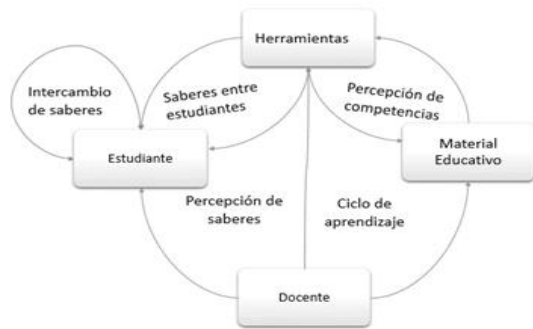 Herramientas
Intercambio
de saberes
Saberes entre
estudiantes
Percepción de
competencias
Estudiante
Material
Educativo
Percepción de
saberes
Ciclo de
aprendizaje
Docente